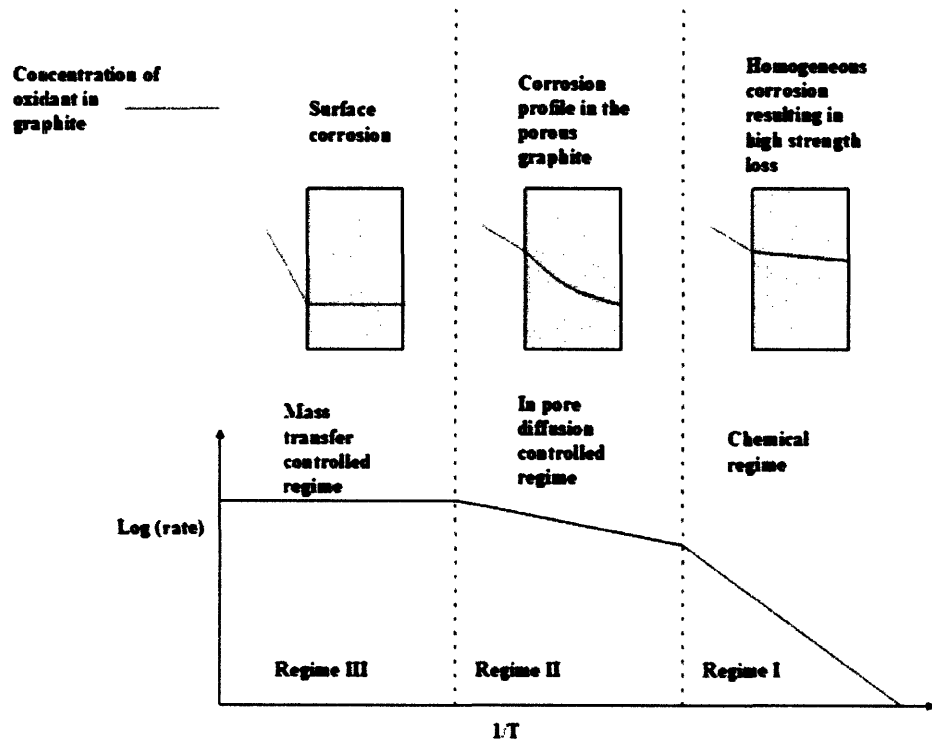 Concentration of
oxidant in
graphite
Surface
corrosion
Corrosion
profile in the
porous
graphite
Homogeneous
corrosion
resulting in
high strength
loss
Mass
transfer
controlled
regime
In pore
diffusion
controlled
regime
Chemical
regime
Log (rate)
Regime III
Regime II
Regime I
1/T